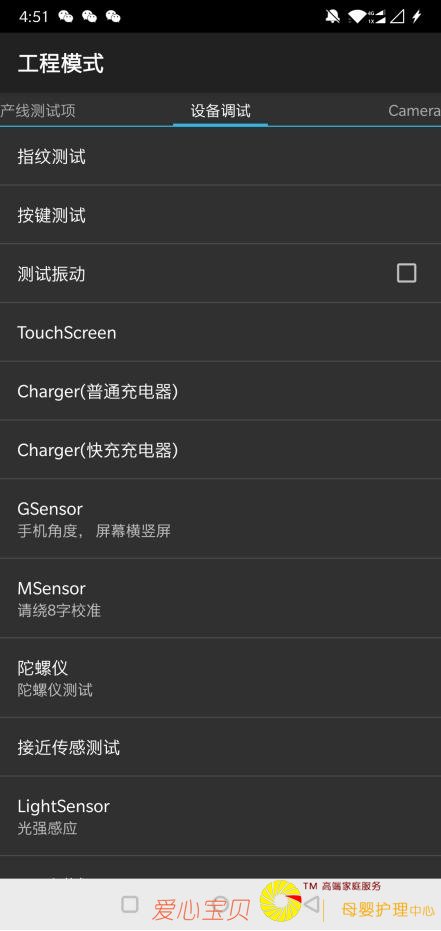 4:51
4G
1X
工程模式
产线测试项
设备调试
Camera
指纹测试
按键测试
测试振动
TouchScreen
Charger(普通充电器)
Charger(快充充电器)
GSensor
手机角度， 屏幕横竖屏
MSensor
请绕8字校准
陀螺仪
陀螺仪测试
接近传感测试
LightSensor
光强感应
爱心宝贝
TM 高端家庭服务
母婴护理中心